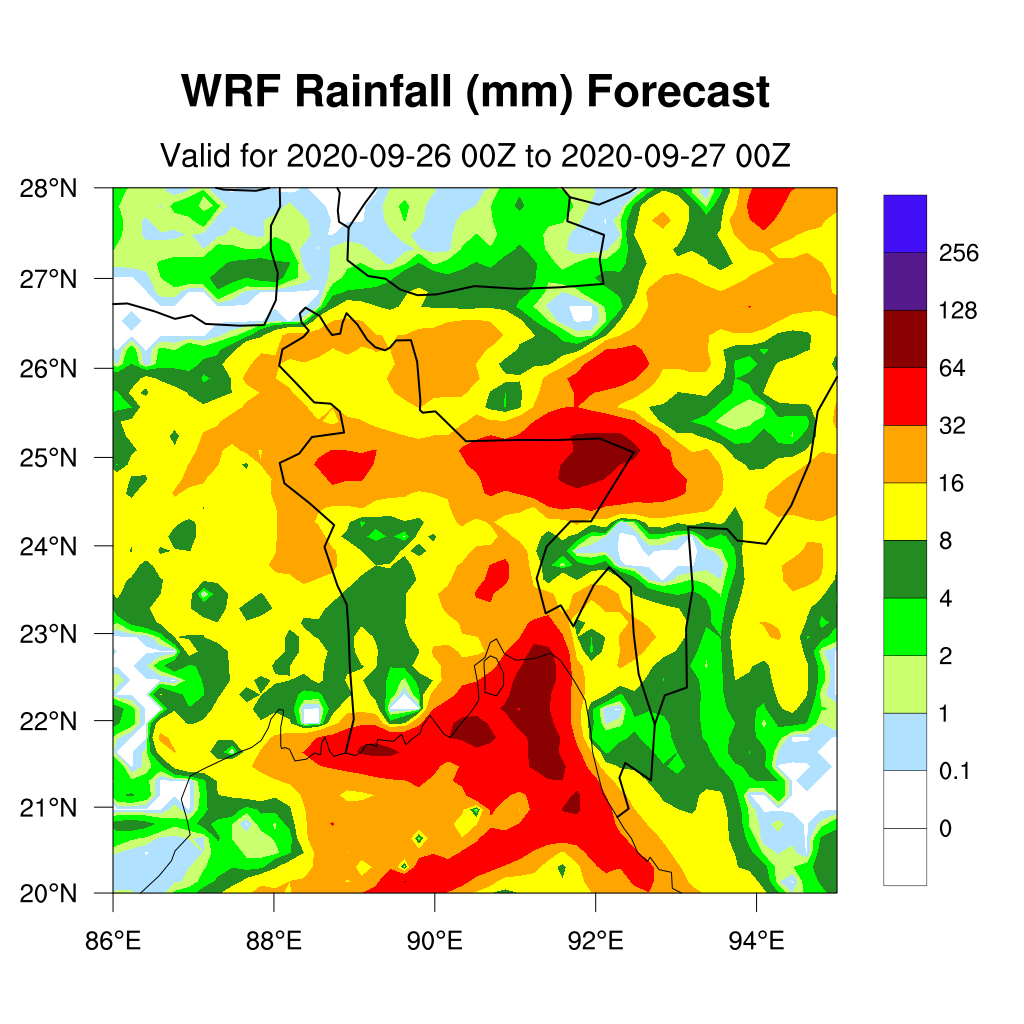 WRF Rainfall (mm) Forecast
Valid for 2020-09-26 00Z to 2020-09-27 00Z
28°N
27°N
26°N
25°N
24°N
23°N
22°N
21°N
20°N
86°E
88°E
90°E
92°E
94°E
256
128
64
32
16
8
4
2
1
0.1
0